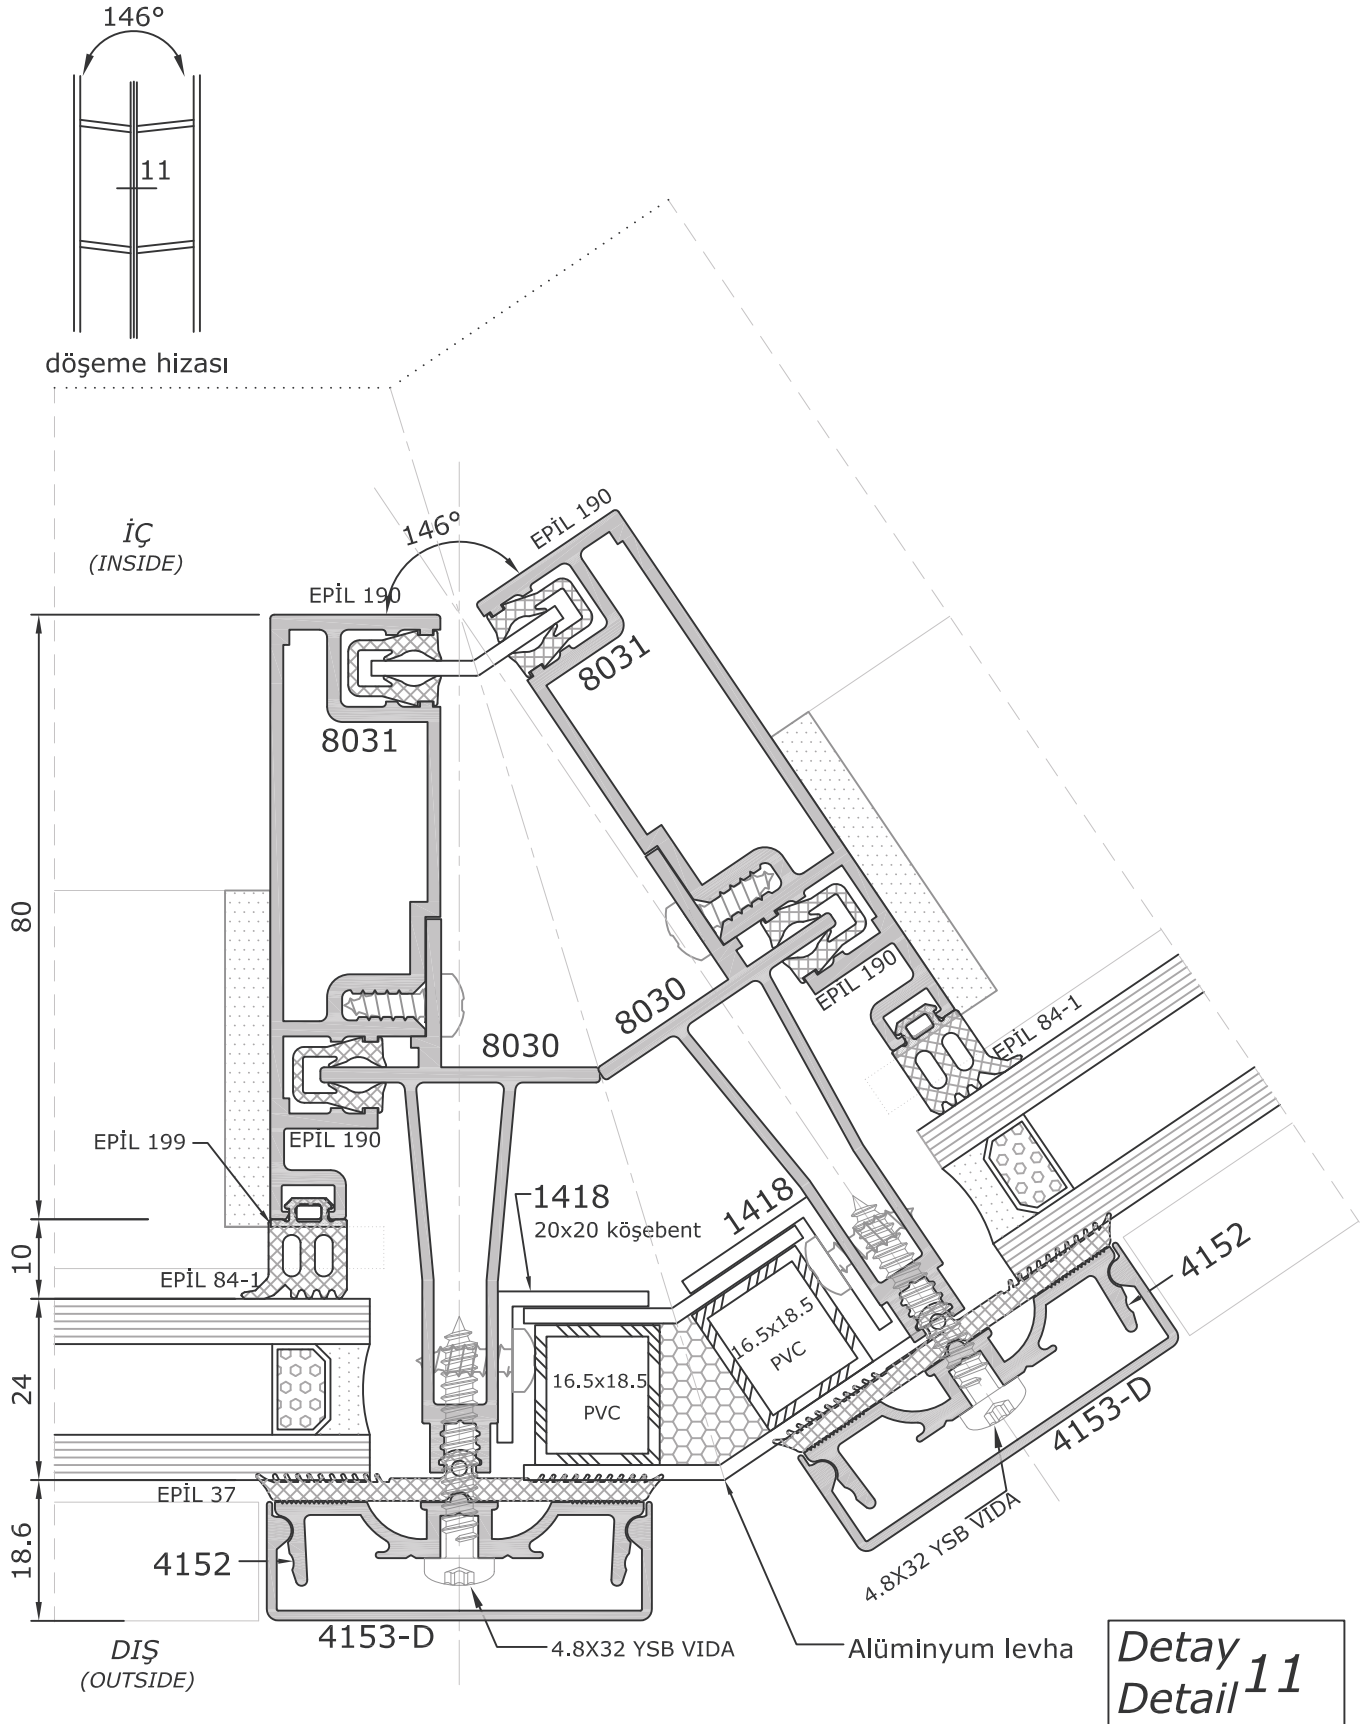 146°
11
döşeme hizası
İÇ
(INSIDE)
146°
EPİL 190
EPİL 190
8031
8031
80
8030
8030
EPİL 190
EPİL 84-1
EPİL 199
EPİL 190
1418
20x20 köşebent
1418
10
EPİL 84-1
4152
24
16.5x18.5
PVC
16.5x18.5
PVC
4153-D
EPİL 37
18.6
4152
4.8X32 YSB VIDA
4153-D
4.8X32 YSB VIDA
Alüminyum levha
DIŞ
(OUTSIDE)
Detay
Detail
11